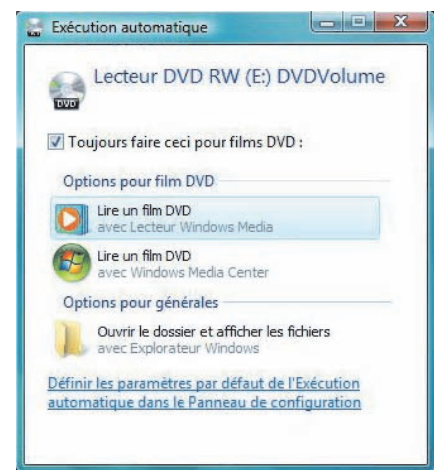 Exécution automatique
Lecteur DVD RW (E:) DVDVolume
DVD
Toujours faire ceci pour films DVD :
Options pour film DVD
Lire un film DVD
avec Lecteur Windows Media
Lire un film DVD
avec Windows Media Center
Options pour générales
Ouvrir le dossier et afficher les fichiers
avec Explorateur Windows
Définir les paramètres par défaut de l'Exécution
automatique dans le Panneau de configuration